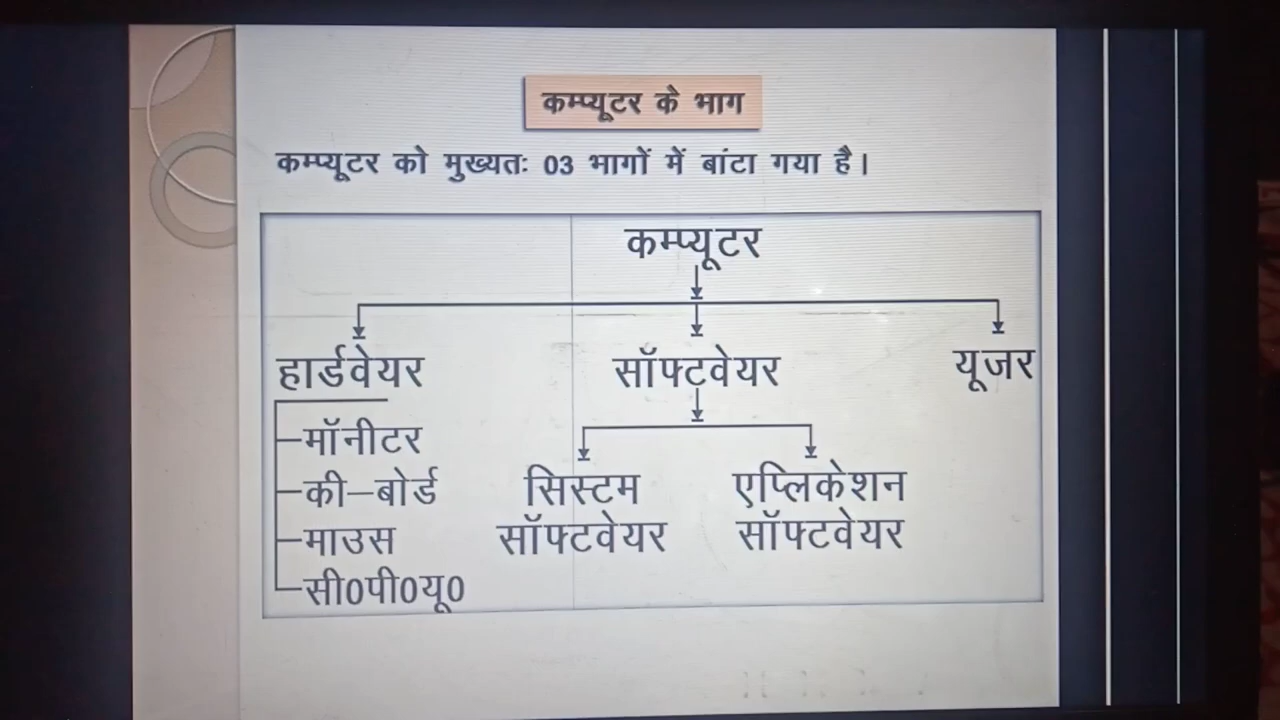 कम्प्यूटर के भाग
कम्प्यूटर को मुख्यतः 03 भागों में बांटा गया है।
कम्प्यूटर
हार्डवेयर सॉफ्टवेयर यूजर
मॉनीटर
की–बोर्ड
माउस
सी0पी0यू0
सिस्टम
सॉफ्टवेयर
एप्लिकेशन
सॉफ्टवेयर